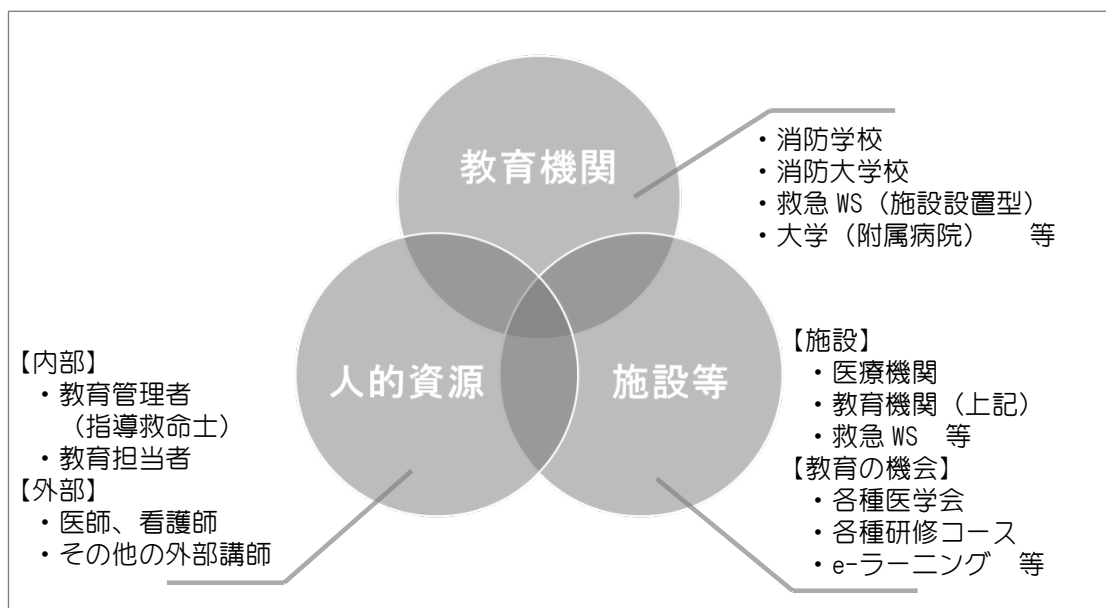 教育機関
・消防学校
・消防大学校
・救急 WS（施設設置型）
・大学（附属病院）　等
人的資源
【内部】
・教育管理者
（指導救命士）
・教育担当者
【外部】
・医師、看護師
・その他の外部講師
施設等
【施設】
・医療機関
・教育機関（上記）
・救急 WS　等
【教育の機会】
・各種医学会
・各種研修コース
・e-ラーニング　等